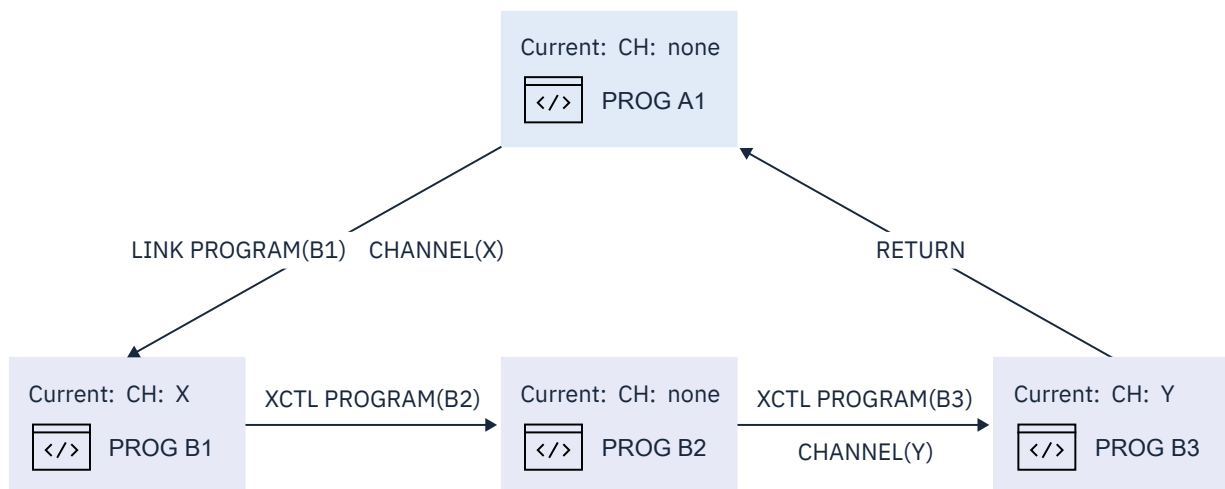 Current: CH: none
</> PROG A1
LINK PROGRAM(B1) CHANNEL(X)
RETURN
Current: CH: X
</> PROG B1
XCTL PROGRAM(B2)
Current: CH: none
</> PROG B2
XCTL PROGRAM(B3)
CHANNEL(Y)
Current: CH: Y
</> PROG B3